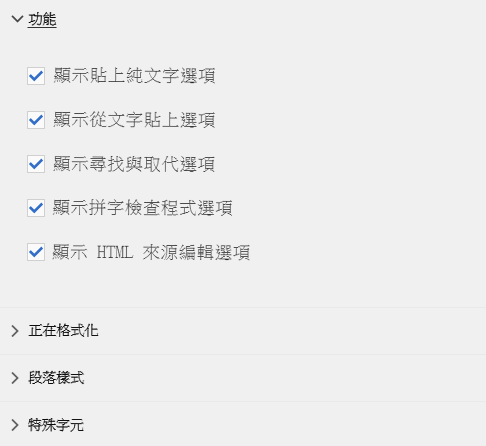 功能
顯示貼上純文字選項
顯示從文字貼上選項
顯示尋找與取代選項
顯示拼字檢查程式選項
顯示 HTML 來源編輯選項
正在格式化
段落樣式
特殊字元